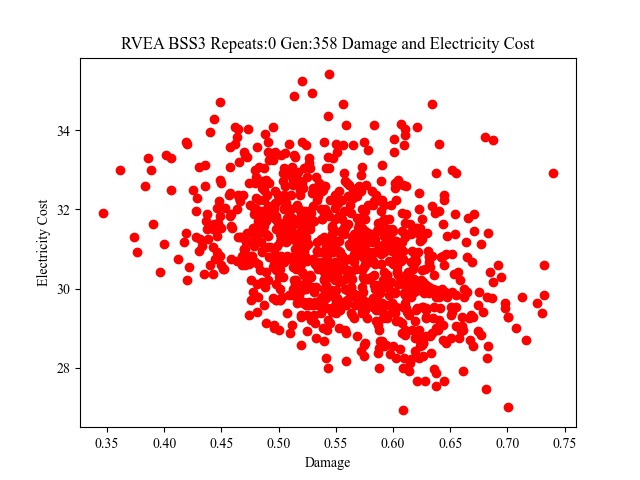 RVEA BSS3 Repeats:0 Gen:358 Damage and Electricity Cost
34
32
30
28
Electricity Cost
0.35 0.40 0.45 0.50 0.55 0.60 0.65 0.70 0.75
Damage